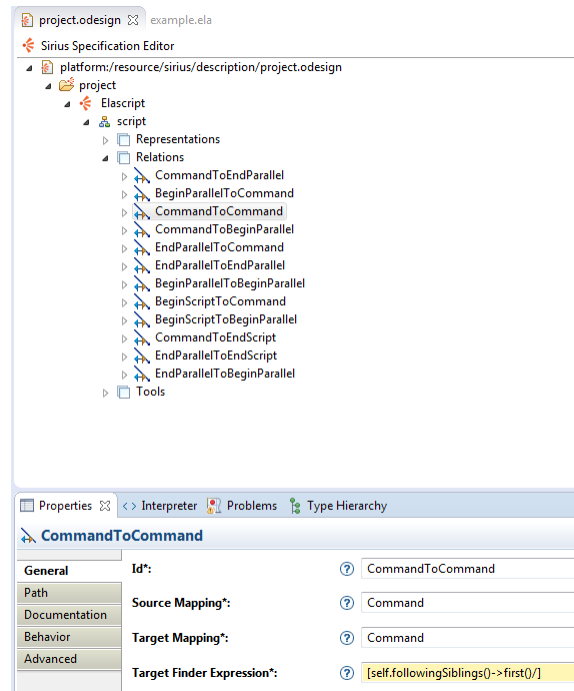 project.odesign example.ela
Sirius Specification Editor
platform:/resource/sirius/description/project.odesign
project
Elascript
script
Representations
Relations
CommandToEndParallel
BeginParallelToCommand
CommandToCommand
CommandToBeginParallel
EndParallelToCommand
EndParallelToEndParallel
BeginParallelToBeginParallel
BeginScriptToCommand
BeginScriptToBeginParallel
CommandToEndScript
EndParallelToEndScript
EndParallelToBeginParallel
Tools
Properties <> Interpreter Problems Type Hierarchy
CommandToCommand
General
Path
Documentation
Behavior
Advanced
Id*: ? CommandToCommand
Source Mapping*: ? Command
Target Mapping*: ? Command
Target Finder Expression*: ? [self.followingSiblings()->first()/]